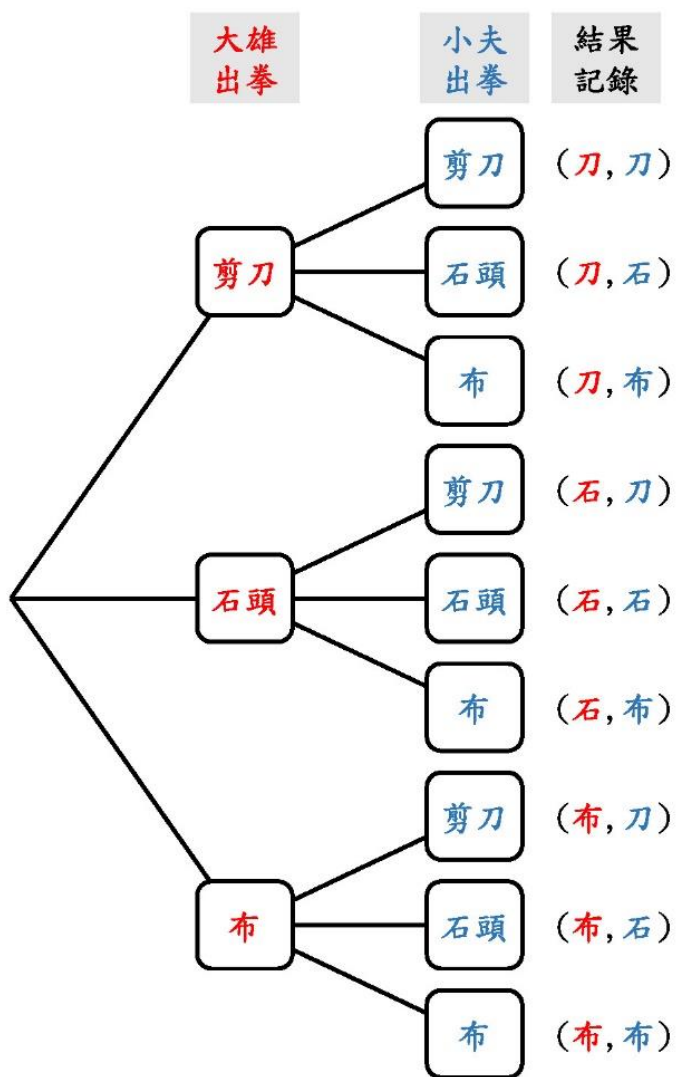 大雄
出拳
小夫
出拳
結果
記錄
剪刀
剪刀
(刀,刀)
石頭
(刀,石)
布
(刀,布)
石頭
剪刀
(石,刀)
石頭
(石,石)
布
(石,布)
布
剪刀
(布,刀)
石頭
(布,石)
布
(布,布)